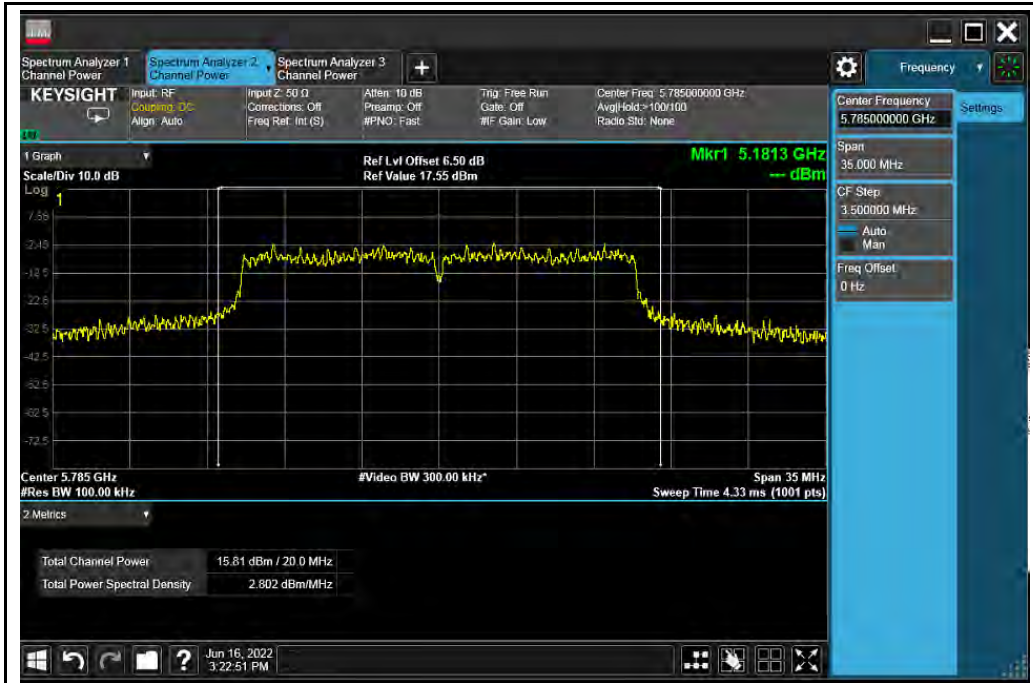 Spectrum Analyzer 1
Channel Power
Spectrum Analyzer 2
Channel Power
Spectrum Analyzer 3
Channel Power
+
Frequency
KEYSIGHT
Input: RF
Coupling: DC
Align: Auto
Input Z: 50 Ω
Corrections: Off
Freq Ref: Int (S)
Atten: 10 dB
Preamp: Off
#PNO: Fast
Trig: Free Run
Gate: Off
#IF Gain: Low
Center Freq: 5.785000000 GHz
Avg|Hold:>100/100
Radio Std: None
Center Frequency
5.785000000 GHz
Settings
Span
35.000 MHz
CF Step
3.500000 MHz
Auto
Man
Freq Offset
0 Hz
1 Graph
Scale/Div 10.0 dB
Ref Lvl Offset 6.50 dB
Ref Value 17.55 dBm
Mkr1 5.1813 GHz
--- dBm
Log
1
7.55
-2.45
-12.5
-22.5
-32.5
-42.5
-52.5
-62.5
-72.5
Center 5.785 GHz
#Video BW 300.00 kHz*
Span 35 MHz
#Res BW 100.00 kHz
Sweep Time 4.33 ms (1001 pts)
2 Metrics
Total Channel Power 15.81 dBm / 20.0 MHz
Total Power Spectral Density 2.802 dBm/MHz
?
Jun 16, 2022
3:22:51 PM